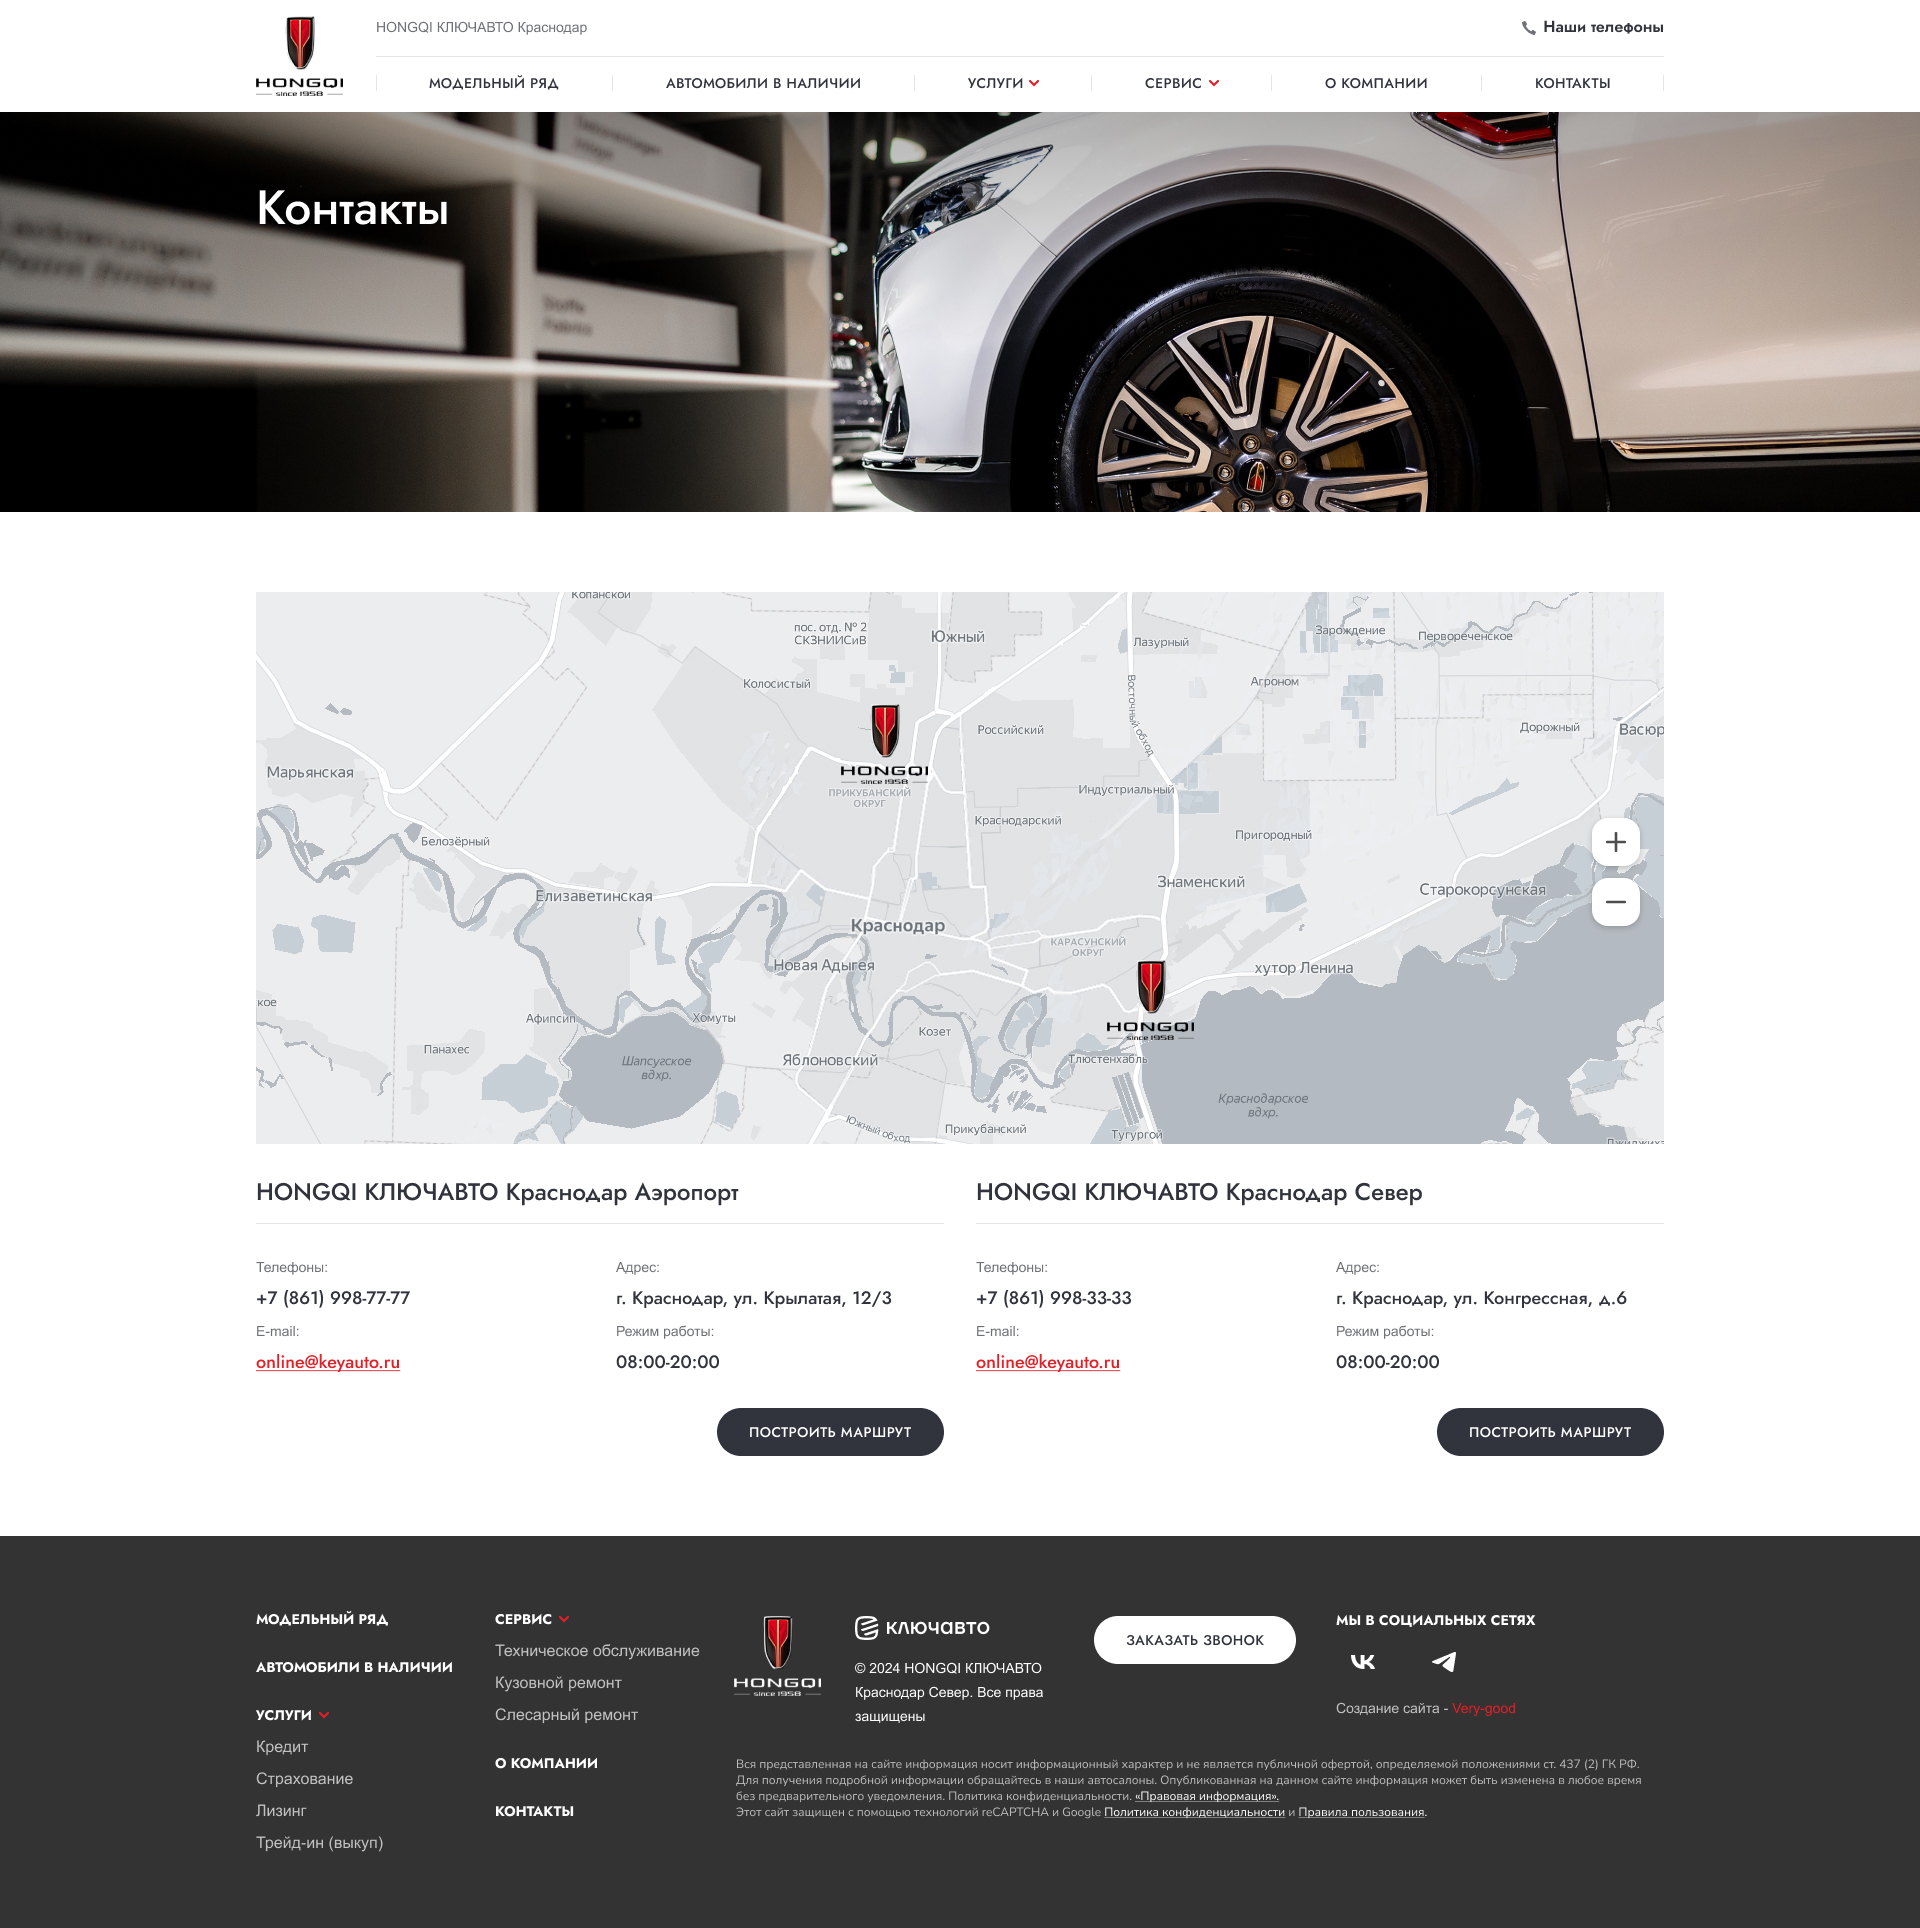 HONGQI
since 1958
HONGQI КЛЮЧАВТО Краснодар
Наши телефоны
МОДЕЛЬНЫЙ РЯД
АВТОМОБИЛИ В НАЛИЧИИ
УСЛУГИ
СЕРВИС
О КОМПАНИИ
КОНТАКТЫ
Контакты
Stoffe
Fabrics
Копанской
пос. отд. № 2
СКЗНИИСиВ
Южный
Лазурный
Зарождение
Первореченское
Колосистый
Восточный обход
Агроном
Российский
Дорожный
Васюр
Марьянская
HONGQI
since 1958
ПРИКУБАНСКИЙ
ОКРУГ
Индустриальный
Краснодарский
Белозёрный
Пригородный
Елизаветинская
Знаменский
Старокорсунская
Краснодар
КАРАСУНСКИЙ
ОКРУГ
Новая Адыгея
хутор Ленина
ское
Афипсип
Хомуты
Козет
HONGQI
since 1958
Панахес
Шапсугское
вдхр.
Яблоновский
Тлюстенхабль
Краснодарское
вдхр.
Южный обход
Прикубанский
Тугургой
Джиджиха
HONGQI КЛЮЧАВТО Краснодар Аэропорт
Телефоны:
+7 (861) 998-77-77
Адрес:
г. Краснодар, ул. Крылатая, 12/3
E-mail:
online@keyauto.ru
Режим работы:
08:00-20:00
ПОСТРОИТЬ МАРШРУТ
HONGQI КЛЮЧАВТО Краснодар Север
Телефоны:
+7 (861) 998-33-33
Адрес:
г. Краснодар, ул. Конгрессная, д.6
E-mail:
online@keyauto.ru
Режим работы:
08:00-20:00
ПОСТРОИТЬ МАРШРУТ
МОДЕЛЬНЫЙ РЯД
АВТОМОБИЛИ В НАЛИЧИИ
УСЛУГИ
Кредит
Страхование
Лизинг
Трейд-ин (выкуп)
СЕРВИС
Техническое обслуживание
Кузовной ремонт
Слесарный ремонт
О КОМПАНИИ
КОНТАКТЫ
HONGQI
since 1958
КЛЮЧАВТО
© 2024 HONGQI КЛЮЧАВТО
Краснодар Север. Все права
защищены
ЗАКАЗАТЬ ЗВОНОК
МЫ В СОЦИАЛЬНЫХ СЕТЯХ
Создание сайта - Very-good
Вся представленная на сайте информация носит информационный характер и не является публичной офертой, определяемой положениями ст. 437 (2) ГК РФ.
Для получения подробной информации обращайтесь в наши автосалоны. Опубликованная на данном сайте информация может быть изменена в любое время
без предварительного уведомления. Политика конфиденциальности. «Правовая информация».
Этот сайт защищен с помощью технологий reCAPTCHA и Google Политика конфиденциальности и Правила пользования.